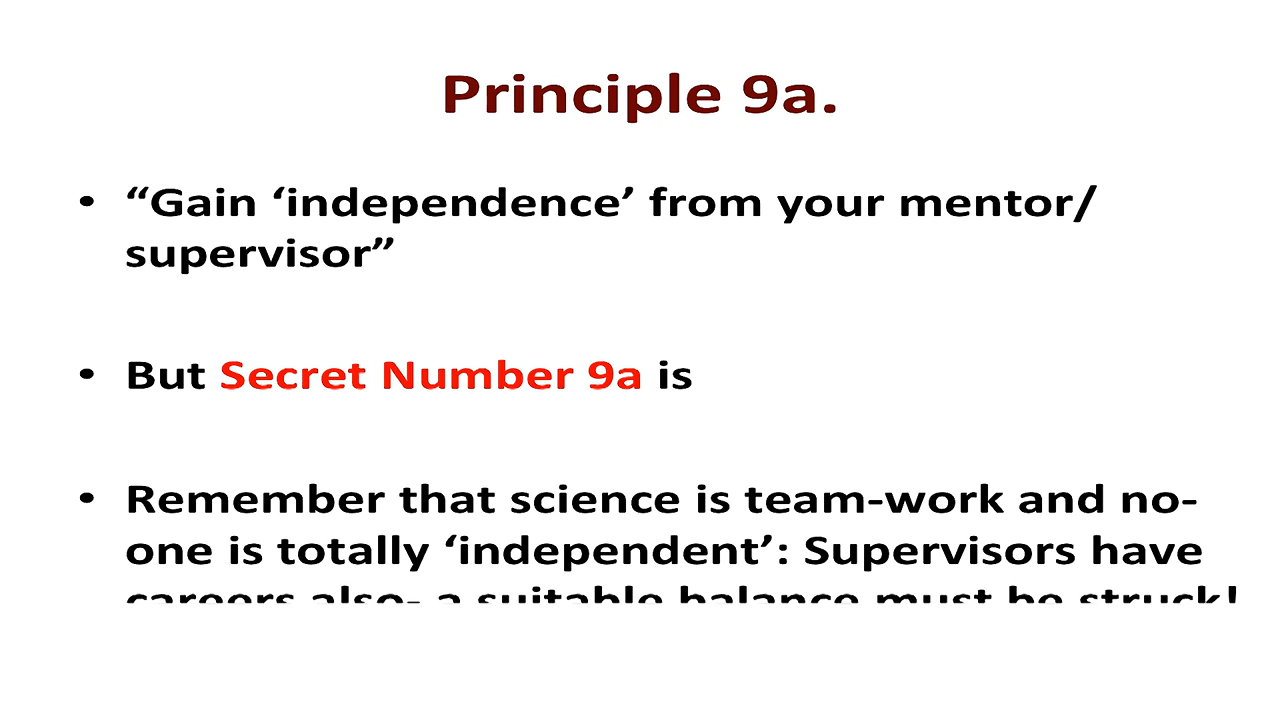 Principle 9a.
• “Gain ‘independence’ from your mentor/
supervisor”
• But Secret Number 9a is
• Remember that science is team-work and no-
one is totally ‘independent’: Supervisors have
careers also- a suitable balance must be struck!